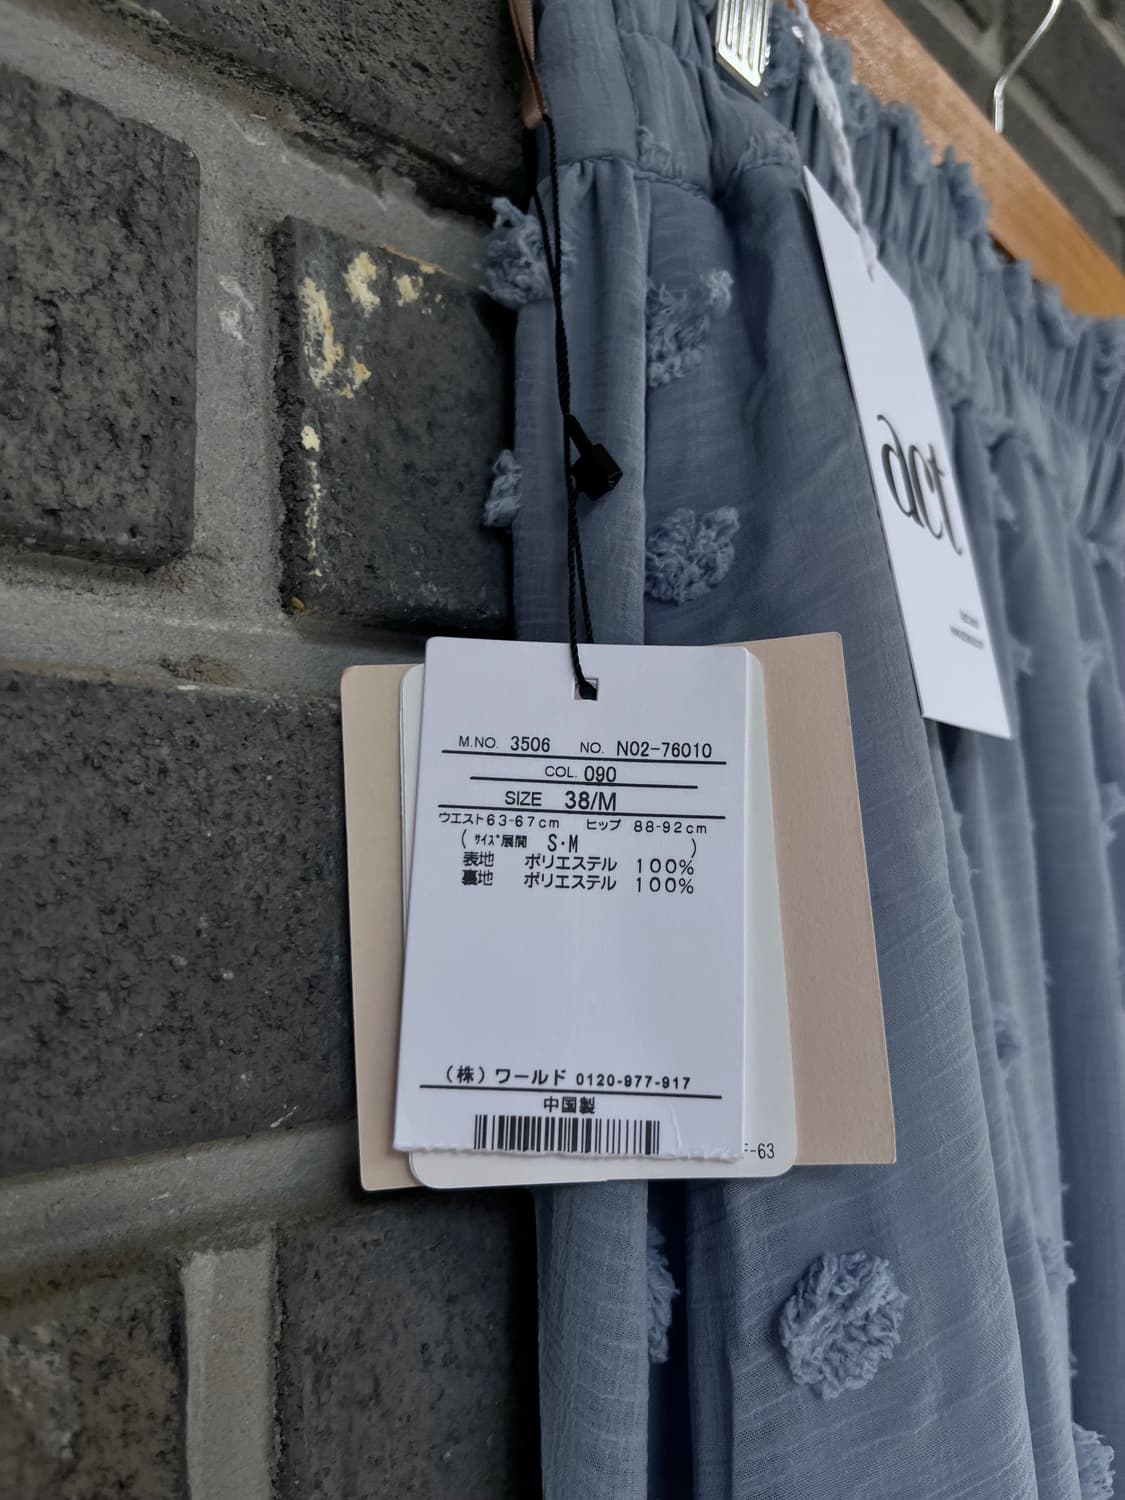 act
M.NO. 3506 NO. N02-76010
COL. 090
SIZE 38/M
ウエスト63-67cm ヒップ 88-92cm
(サイズ展開 S・M )
表地 ポリエステル 100%
裏地 ポリエステル 100%
(株)ワールド 0120-977-917
中国製
F-63